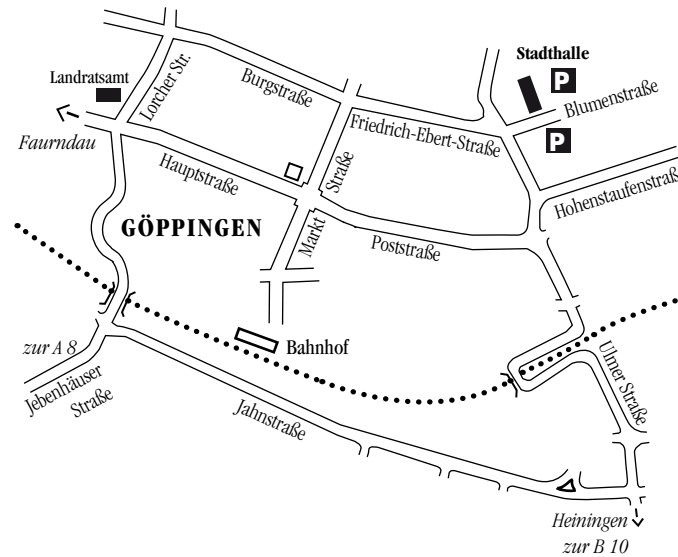 Stadthalle
P
Landratsamt
Lorcher Str.
Burgstraße
Blumenstraße
Friedrich-Ebert-Straße
P
Faurndau
Hauptstraße
Straße
Hohenstaufenstraß
GÖPPINGEN
Markt
Poststraße
zur A 8
Bahnhof
Jebenhäuser
Straße
Jahnstraße
Ulmer Straße
Heiningen
zur B 10